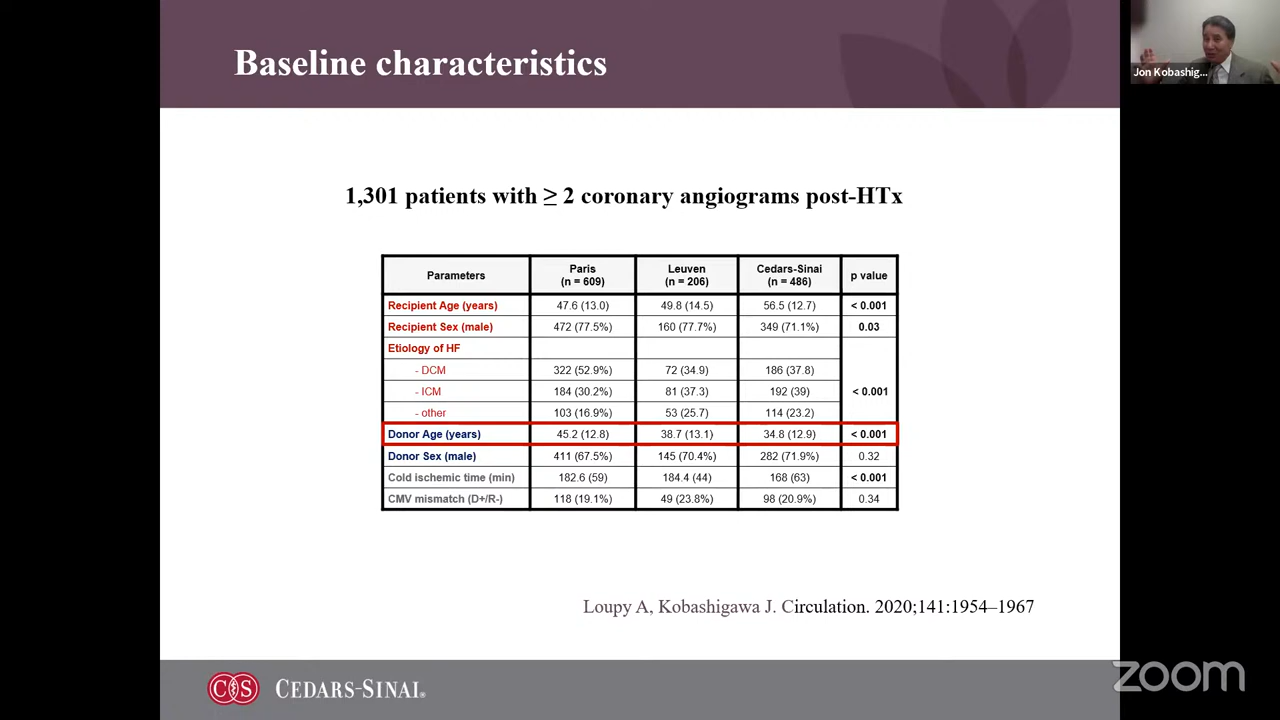 Baseline characteristics
Jon Kobashig...
1,301 patients with ≥ 2 coronary angiograms post-HTx
Parameters
Paris
(n = 609)
Leuven
(n = 206)
Cedars-Sinai
(n = 486)
p value
Recipient Age (years) 47.6 (13.0) 49.8 (14.5) 56.5 (12.7) < 0.001
Recipient Sex (male) 472 (77.5%) 160 (77.7%) 349 (71.1%) 0.03
Etiology of HF
- DCM 322 (52.9%) 72 (34.9) 186 (37.8)
- ICM 184 (30.2%) 81 (37.3) 192 (39) < 0.001
- other 103 (16.9%) 53 (25.7) 114 (23.2)
Donor Age (years) 45.2 (12.8) 38.7 (13.1) 34.8 (12.9) < 0.001
Donor Sex (male) 411 (67.5%) 145 (70.4%) 282 (71.9%) 0.32
Cold ischemic time (min) 182.6 (59) 184.4 (44) 168 (63) < 0.001
CMV mismatch (D+/R-) 118 (19.1%) 49 (23.8%) 98 (20.9%) 0.34
Loupy A, Kobashigawa J. Circulation. 2020;141:1954–1967
CS CEDARS-SINAI®
zoom